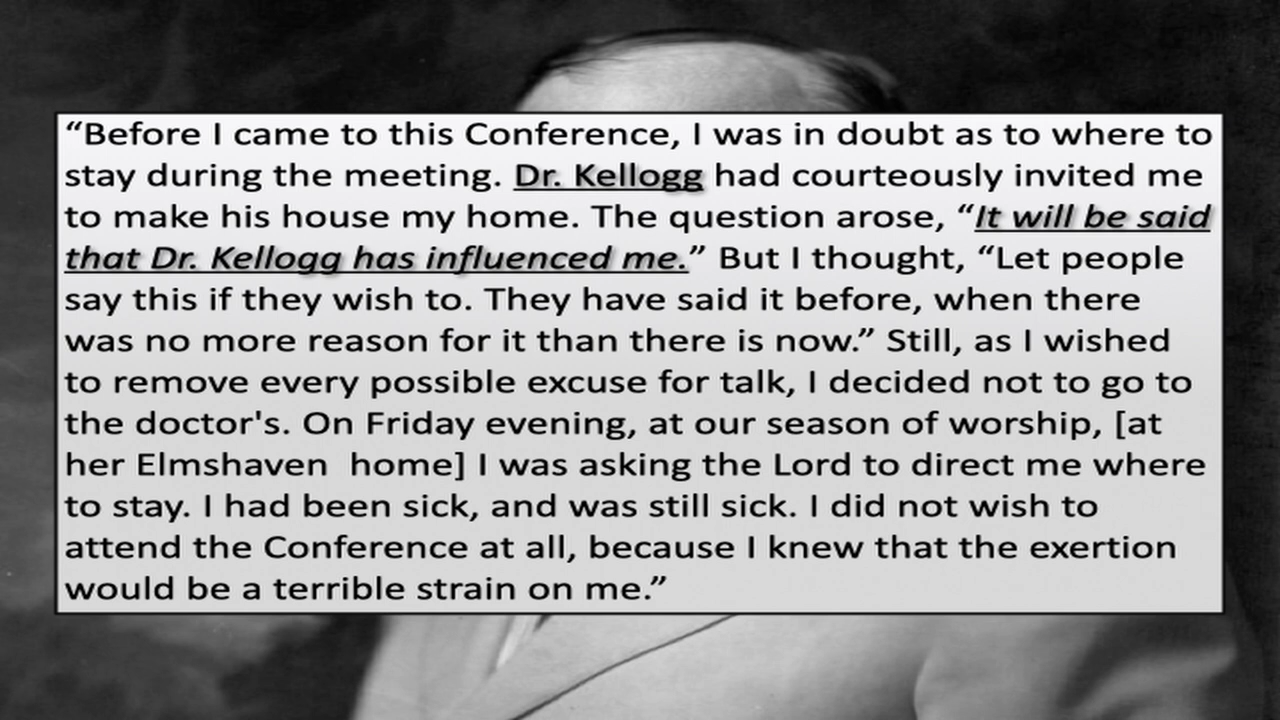 “Before I came to this Conference, I was in doubt as to where to
stay during the meeting. Dr. Kellogg had courteously invited me
to make his house my home. The question arose, “It will be said
that Dr. Kellogg has influenced me.” But I thought, “Let people
say this if they wish to. They have said it before, when there
was no more reason for it than there is now.” Still, as I wished
to remove every possible excuse for talk, I decided not to go to
the doctor's. On Friday evening, at our season of worship, [at
her Elmshaven  home] I was asking the Lord to direct me where
to stay. I had been sick, and was still sick. I did not wish to
attend the Conference at all, because I knew that the exertion
would be a terrible strain on me.”